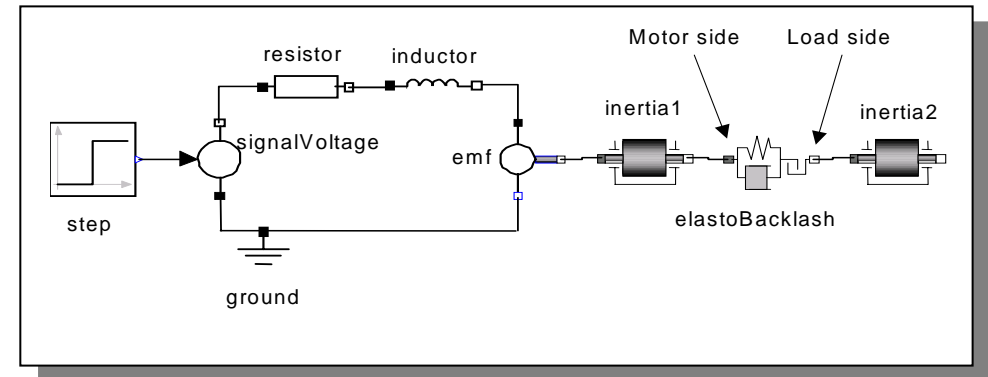 Motor side
Load side
resistor
inductor
inertia1
inertia2
signalVoltage
emf
step
elastoBacklash
ground